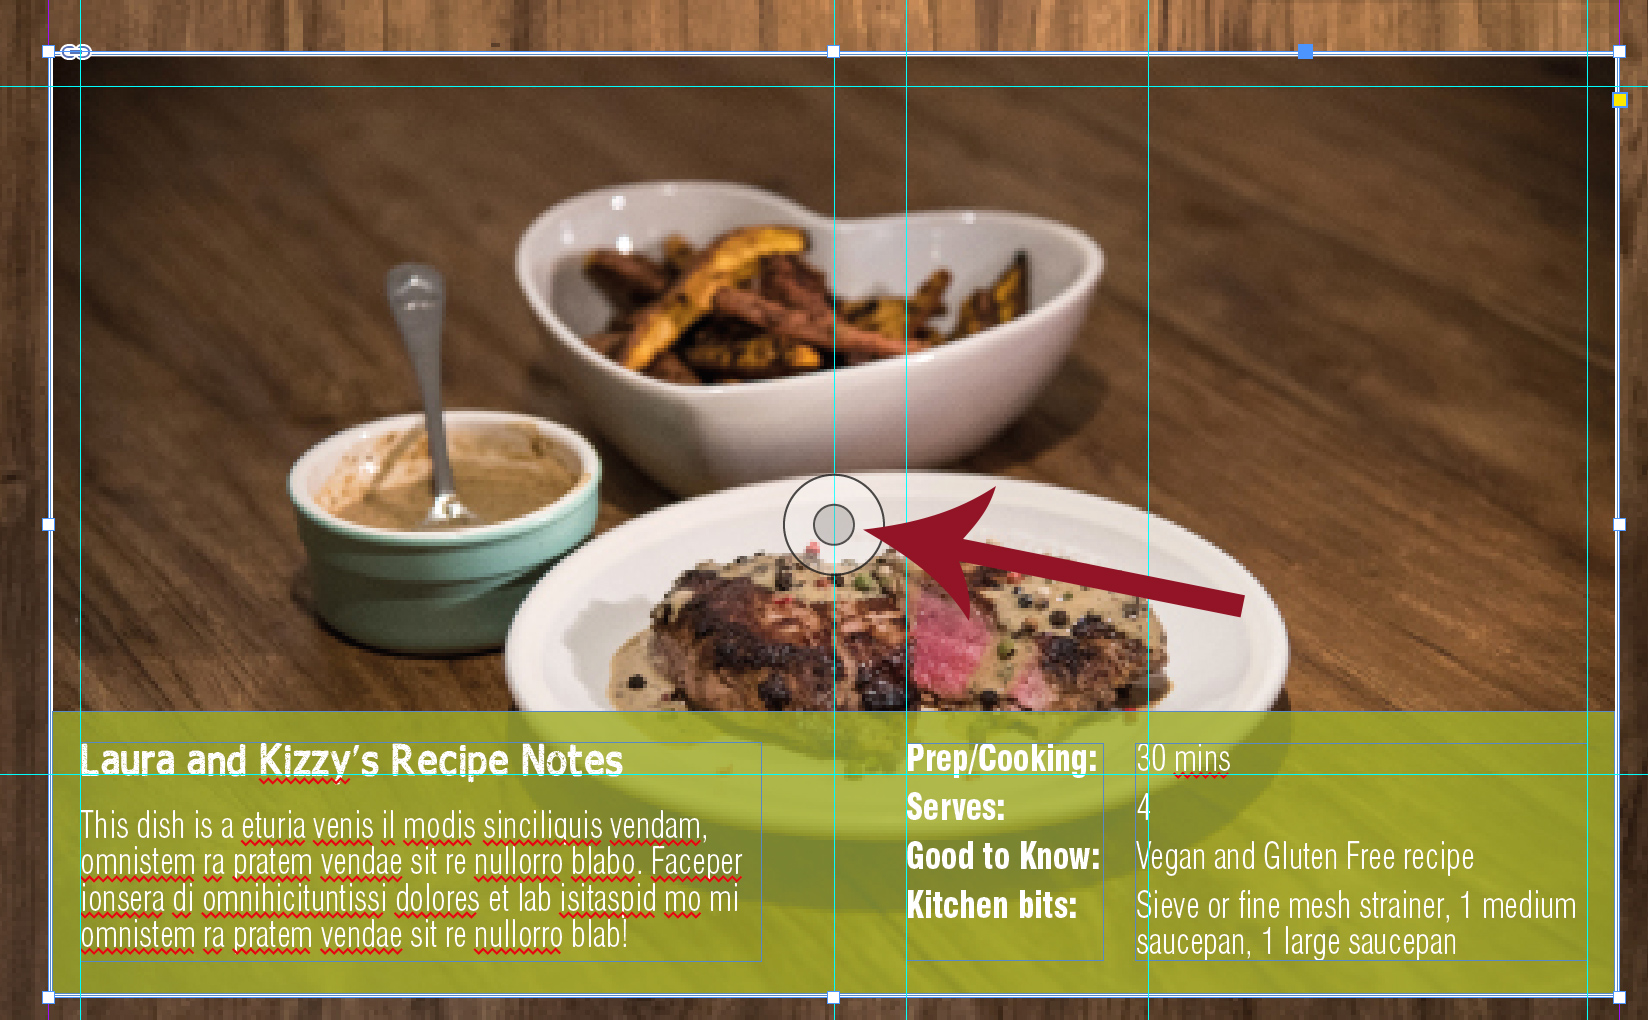 Laura and Kizzy's Recipe Notes
This dish is a eturia venis il modis sinciliquis vendam,
omnistem ra pratem vendae sit re nullorro blabo. Faceper
ionsera di omnihicituntissi dolores et lab isitaspid mo mi
omnistem ra pratem vendae sit re nullorro blab!
Prep/Cooking: 30 mins
Serves: 4
Good to Know: Vegan and Gluten Free recipe
Kitchen bits: Sieve or fine mesh strainer, 1 medium
saucepan, 1 large saucepan